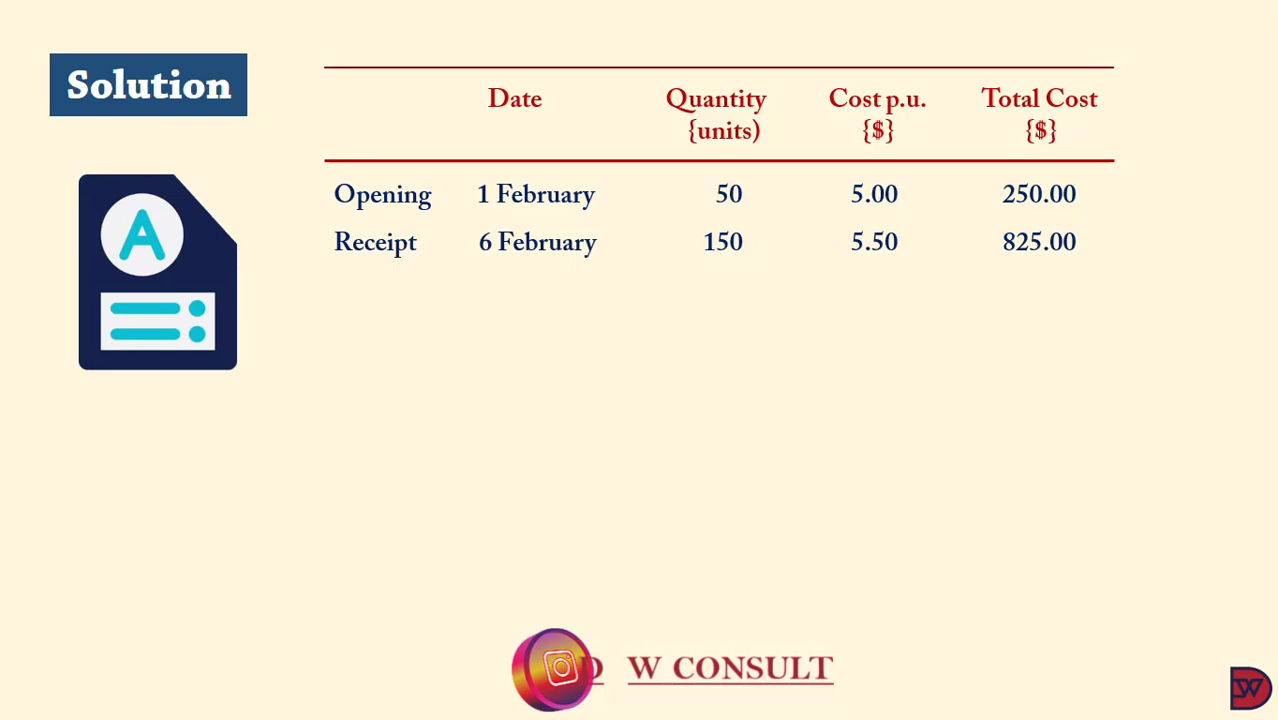 Solution
Date Quantity Cost p.u. Total Cost
{units) {$} {$}
Opening 1 February 50 5.00 250.00
Receipt 6 February 150 5.50 825.00
A
D W CONSULT
DW